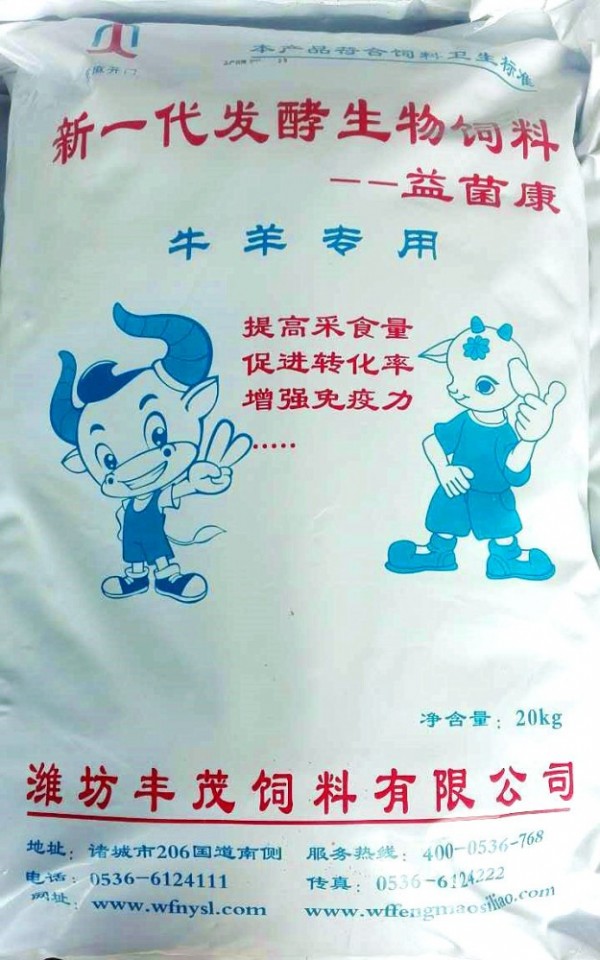 本产品符合饲料卫生标准
新一代发酵生物饲料
--益菌康
牛羊专用
提高采食量
促进转化率
增强免疫力
.....
净含量：20kg
潍坊丰茂饲料有限公司
地址：诸城市206国道南侧 服务热线：400-0536-768
电话：0536-6124111 传真：0536-6124222
网址：www.wfnysl.com www.wffengmaosiliao.com